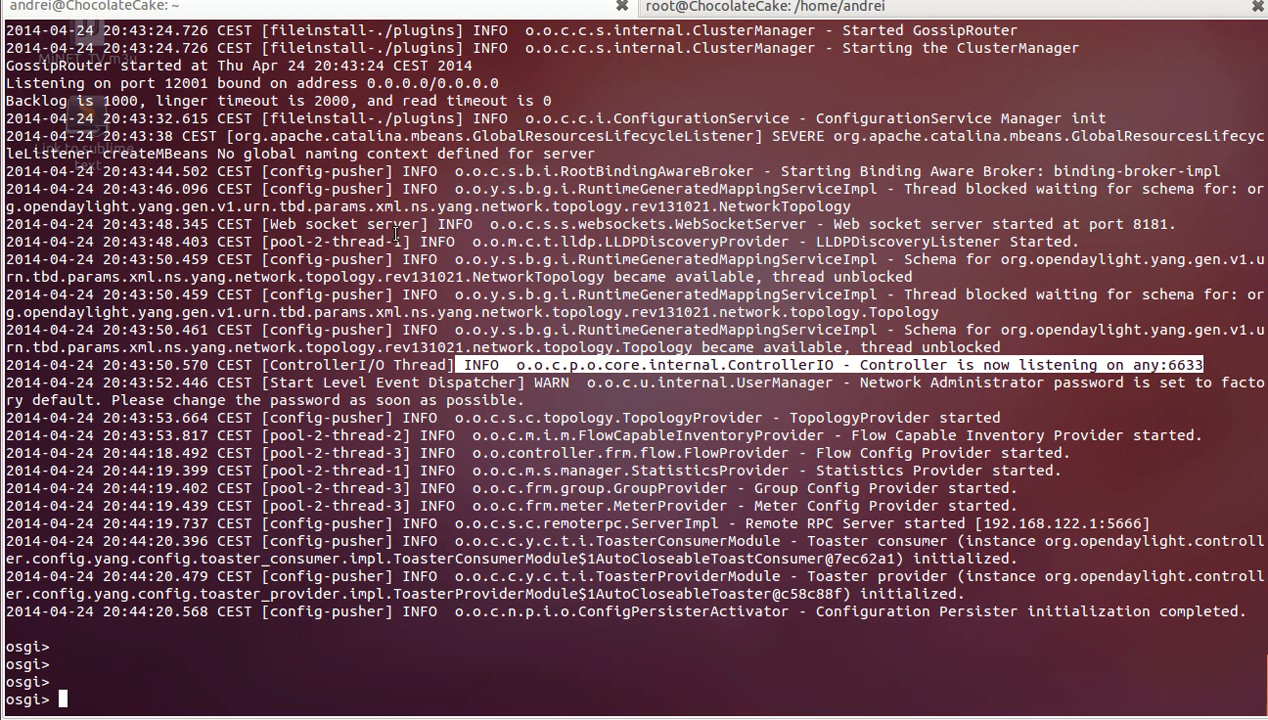 andrei@ChocolateCake: ~
root@ChocolateCake: /home/andrei
2014-04-24 20:43:24.726 CEST [fileinstall-./plugins] INFO  o.o.c.c.s.internal.ClusterManager - Started GossipRouter
2014-04-24 20:43:24.726 CEST [fileinstall-./plugins] INFO  o.o.c.c.s.internal.ClusterManager - Starting the ClusterManager
GossipRouter started at Thu Apr 24 20:43:24 CEST 2014
Listening on port 12001 bound on address 0.0.0.0/0.0.0.0
Backlog is 1000, linger timeout is 2000, and read timeout is 0
2014-04-24 20:43:32.615 CEST [fileinstall-./plugins] INFO  o.o.c.c.i.ConfigurationService - ConfigurationService Manager init
2014-04-24 20:43:38 CEST [org.apache.catalina.mbeans.GlobalResourcesLifecycleListener] SEVERE org.apache.catalina.mbeans.GlobalResourcesLifecyc
leListener createMBeans No global naming context defined for server
2014-04-24 20:43:44.502 CEST [config-pusher] INFO  o.o.c.s.b.i.RootBindingAwareBroker - Starting Binding Aware Broker: binding-broker-impl
2014-04-24 20:43:46.096 CEST [config-pusher] INFO  o.o.y.s.b.g.i.RuntimeGeneratedMappingServiceImpl - Thread blocked waiting for schema for: or
g.opendaylight.yang.gen.v1.urn.tbd.params.xml.ns.yang.network.topology.rev131021.NetworkTopology
2014-04-24 20:43:48.345 CEST [Web socket server] INFO  o.o.c.s.s.websockets.WebSocketServer - Web socket server started at port 8181.
2014-04-24 20:43:48.403 CEST [pool-2-thread-1] INFO  o.o.m.c.t.lldp.LLDPDiscoveryProvider - LLDPDiscoveryListener Started.
2014-04-24 20:43:50.459 CEST [config-pusher] INFO  o.o.y.s.b.g.i.RuntimeGeneratedMappingServiceImpl - Schema for org.opendaylight.yang.gen.v1.u
rn.tbd.params.xml.ns.yang.network.topology.rev131021.NetworkTopology became available, thread unblocked
2014-04-24 20:43:50.459 CEST [config-pusher] INFO  o.o.y.s.b.g.i.RuntimeGeneratedMappingServiceImpl - Thread blocked waiting for schema for: or
g.opendaylight.yang.gen.v1.urn.tbd.params.xml.ns.yang.network.topology.rev131021.network.topology.Topology
2014-04-24 20:43:50.461 CEST [config-pusher] INFO  o.o.y.s.b.g.i.RuntimeGeneratedMappingServiceImpl - Schema for org.opendaylight.yang.gen.v1.u
rn.tbd.params.xml.ns.yang.network.topology.rev131021.network.topology.Topology became available, thread unblocked
2014-04-24 20:43:50.570 CEST [ControllerI/O Thread] INFO  o.o.c.p.o.core.internal.ControllerIO - Controller is now listening on any:6633
2014-04-24 20:43:52.446 CEST [Start Level Event Dispatcher] WARN  o.o.c.u.internal.UserManager - Network Administrator password is set to facto
ry default. Please change the password as soon as possible.
2014-04-24 20:43:53.664 CEST [config-pusher] INFO  o.o.c.s.c.topology.TopologyProvider - TopologyProvider started
2014-04-24 20:43:53.817 CEST [pool-2-thread-2] INFO  o.o.c.m.i.m.FlowCapableInventoryProvider - Flow Capable Inventory Provider started.
2014-04-24 20:44:18.492 CEST [pool-2-thread-3] INFO  o.o.controller.frm.flow.FlowProvider - Flow Config Provider started.
2014-04-24 20:44:19.399 CEST [pool-2-thread-1] INFO  o.o.c.m.s.manager.StatisticsProvider - Statistics Provider started.
2014-04-24 20:44:19.402 CEST [pool-2-thread-3] INFO  o.o.c.frm.group.GroupProvider - Group Config Provider started.
2014-04-24 20:44:19.439 CEST [pool-2-thread-3] INFO  o.o.c.frm.meter.MeterProvider - Meter Config Provider started.
2014-04-24 20:44:19.737 CEST [config-pusher] INFO  o.o.c.s.c.remoterpc.ServerImpl - Remote RPC Server started [192.168.122.1:5666]
2014-04-24 20:44:20.396 CEST [config-pusher] INFO  o.o.c.c.y.c.t.i.ToasterConsumerModule - Toaster consumer (instance org.opendaylight.controll
er.config.yang.config.toaster_consumer.impl.ToasterConsumerModule$1AutoCloseableToastConsumer@7ec62a1) initialized.
2014-04-24 20:44:20.479 CEST [config-pusher] INFO  o.o.c.c.y.c.t.i.ToasterProviderModule - Toaster provider (instance org.opendaylight.controll
er.config.yang.config.toaster_provider.impl.ToasterProviderModule$1AutoCloseableToaster@c58c88f) initialized.
2014-04-24 20:44:20.568 CEST [config-pusher] INFO  o.o.c.n.p.i.o.ConfigPersisterActivator - Configuration Persister initialization completed.
osgi>
osgi>
osgi>
osgi>